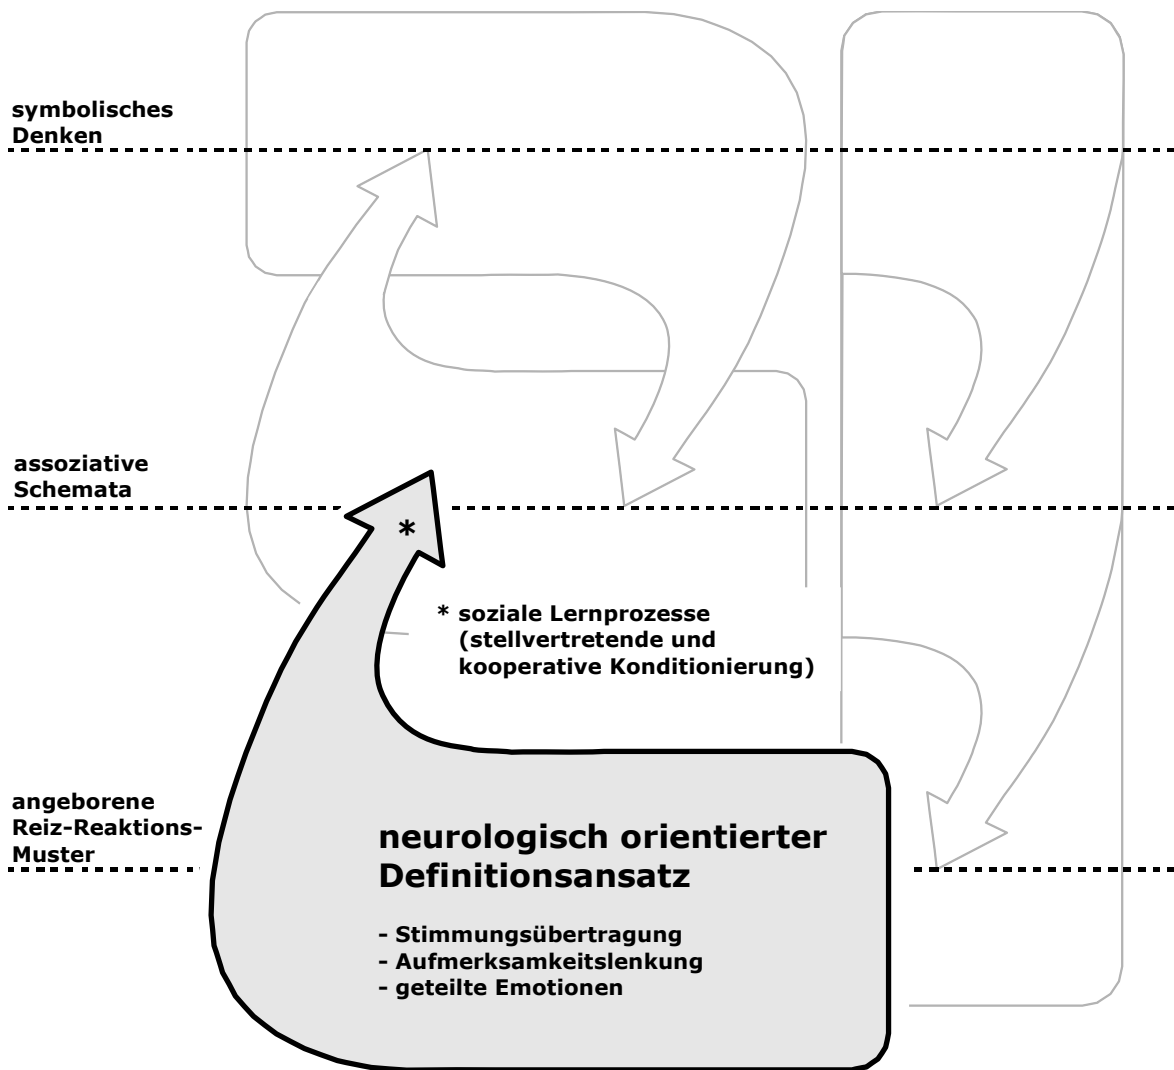 symbolisches
Denken
assoziative
Schemata
*
* soziale Lernprozesse
(stellvertretende und
kooperative Konditionierung)
angeborene
Reiz-Reaktions-
Muster
neurologisch orientierter
Definitionsansatz
- Stimmungsübertragung
- Aufmerksamkeitslenkung
- geteilte Emotionen